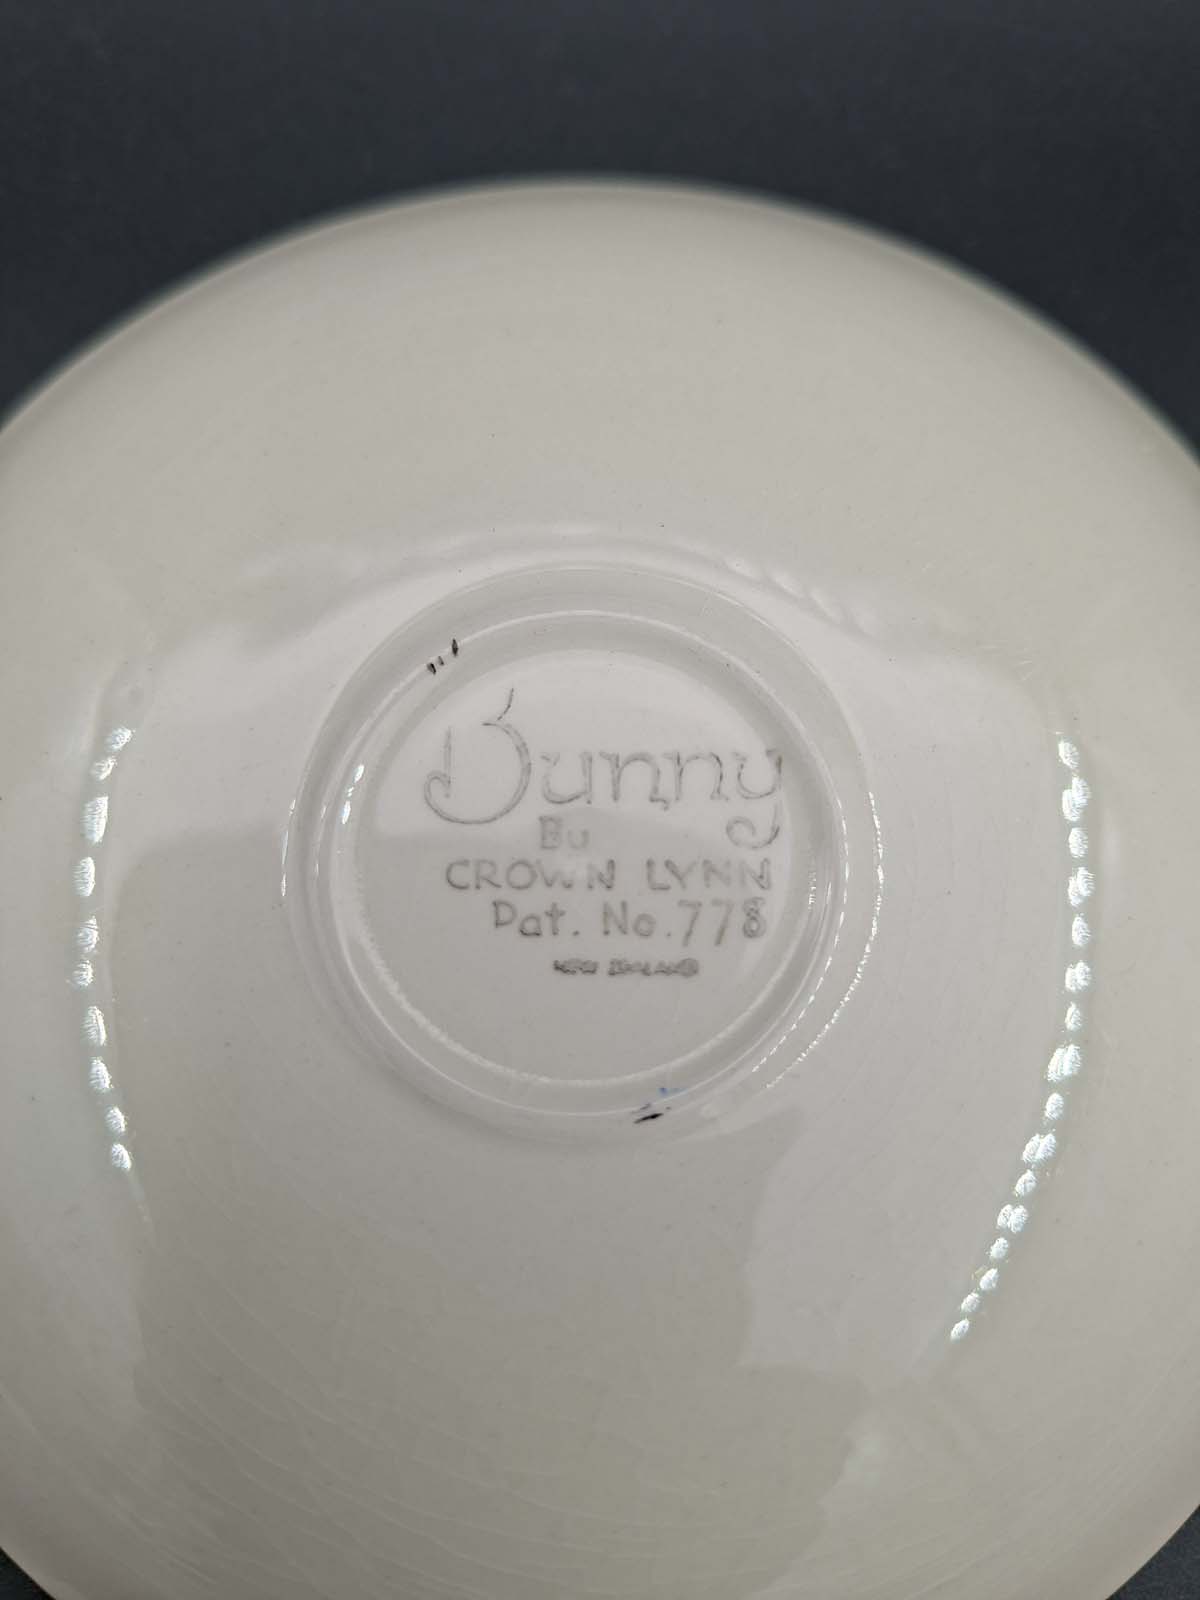 Bunny
By
CROWN LYNN
Pat. No. 778
NEW ZEALAND